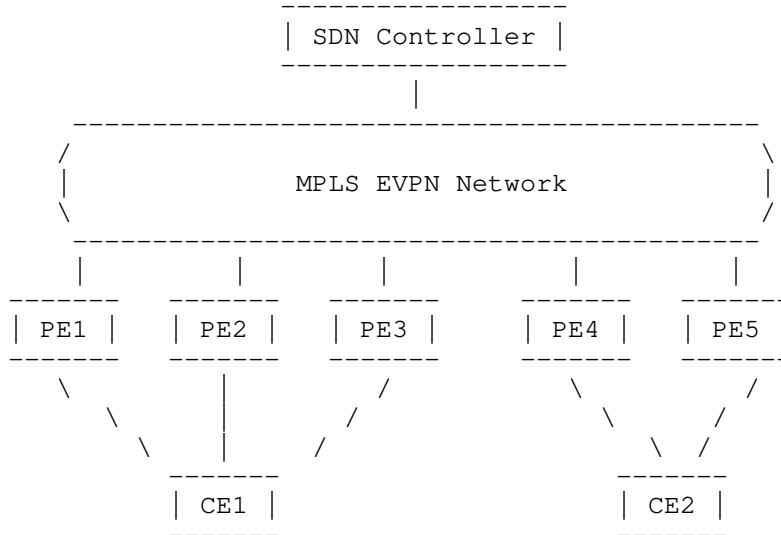 SDN Controller
MPLS EVPN Network
PE1 PE2 PE3 PE4 PE5
CE1 CE2